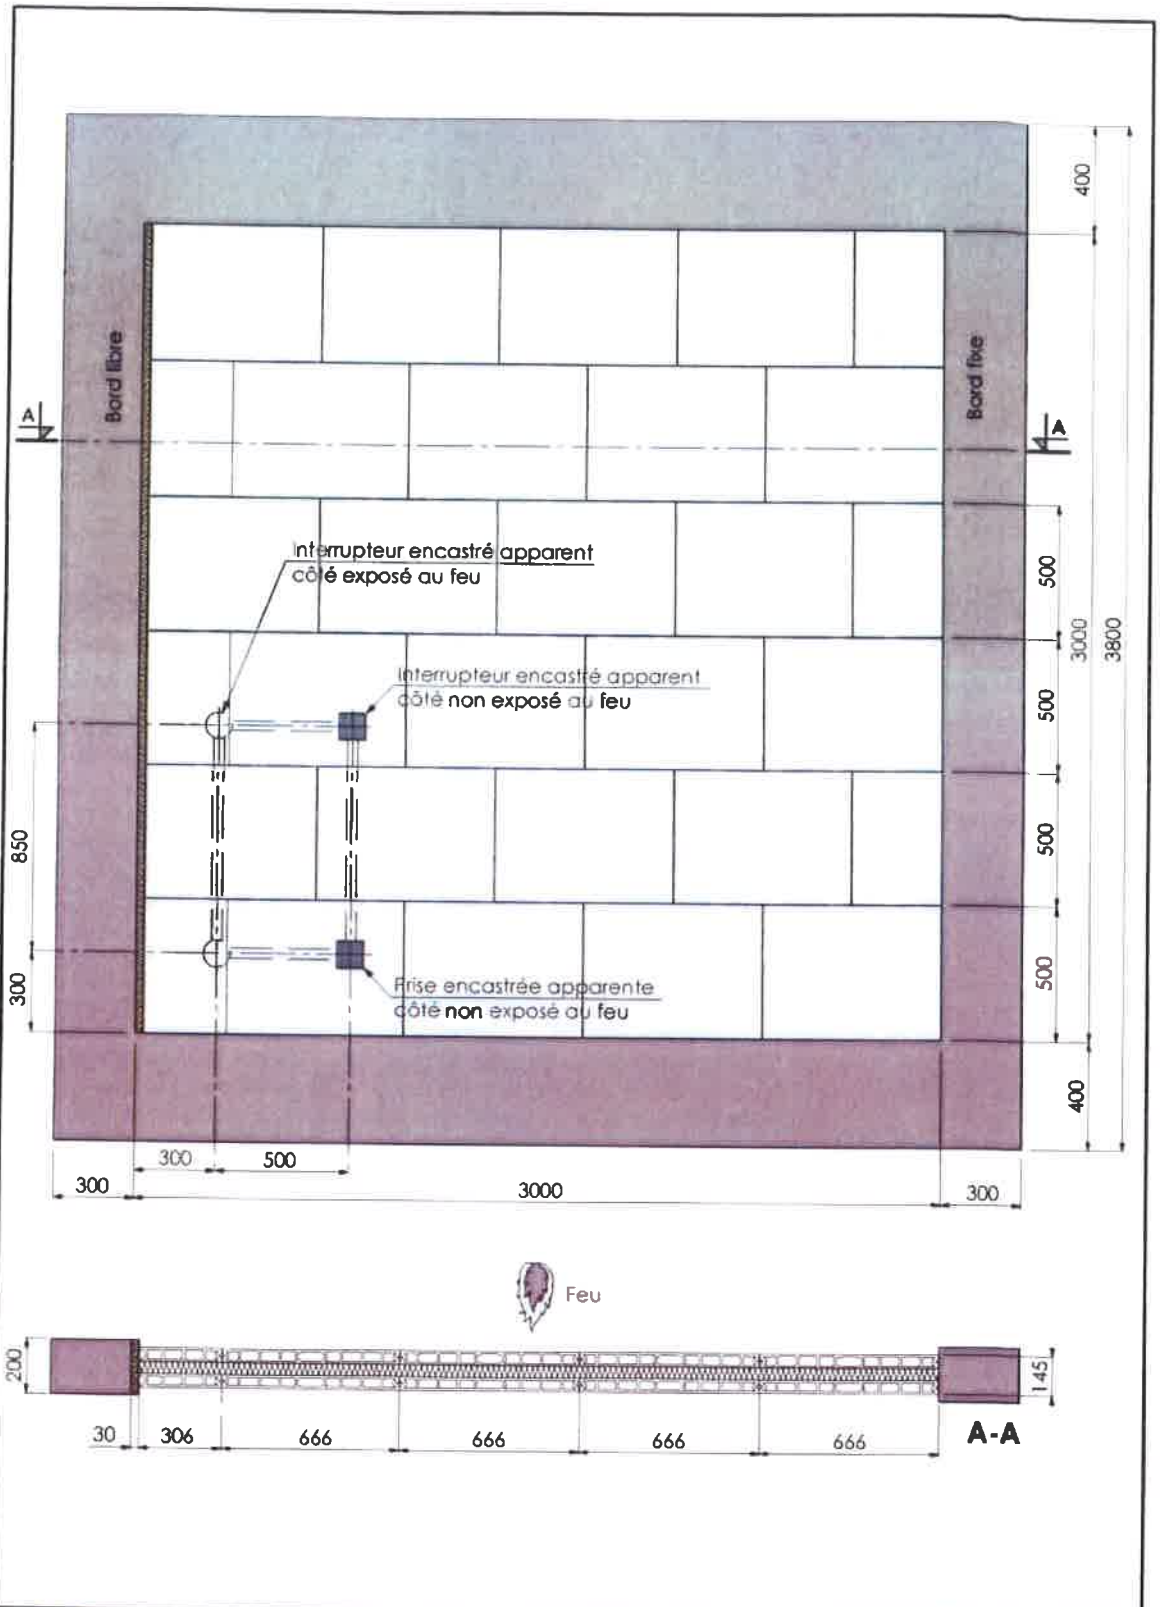 400
Bord libre
Bord fixe
A
A
Interrupteur encastré apparent
côté exposé au feu
500
3000
3800
Interrupteur encastré apparent
côté non exposé au feu
500
850
500
300
Prise encastrée apparente
côté non exposé au feu
500
400
300
500
300
3000
300
Feu
200
145
30
306
666
666
666
666
A-A